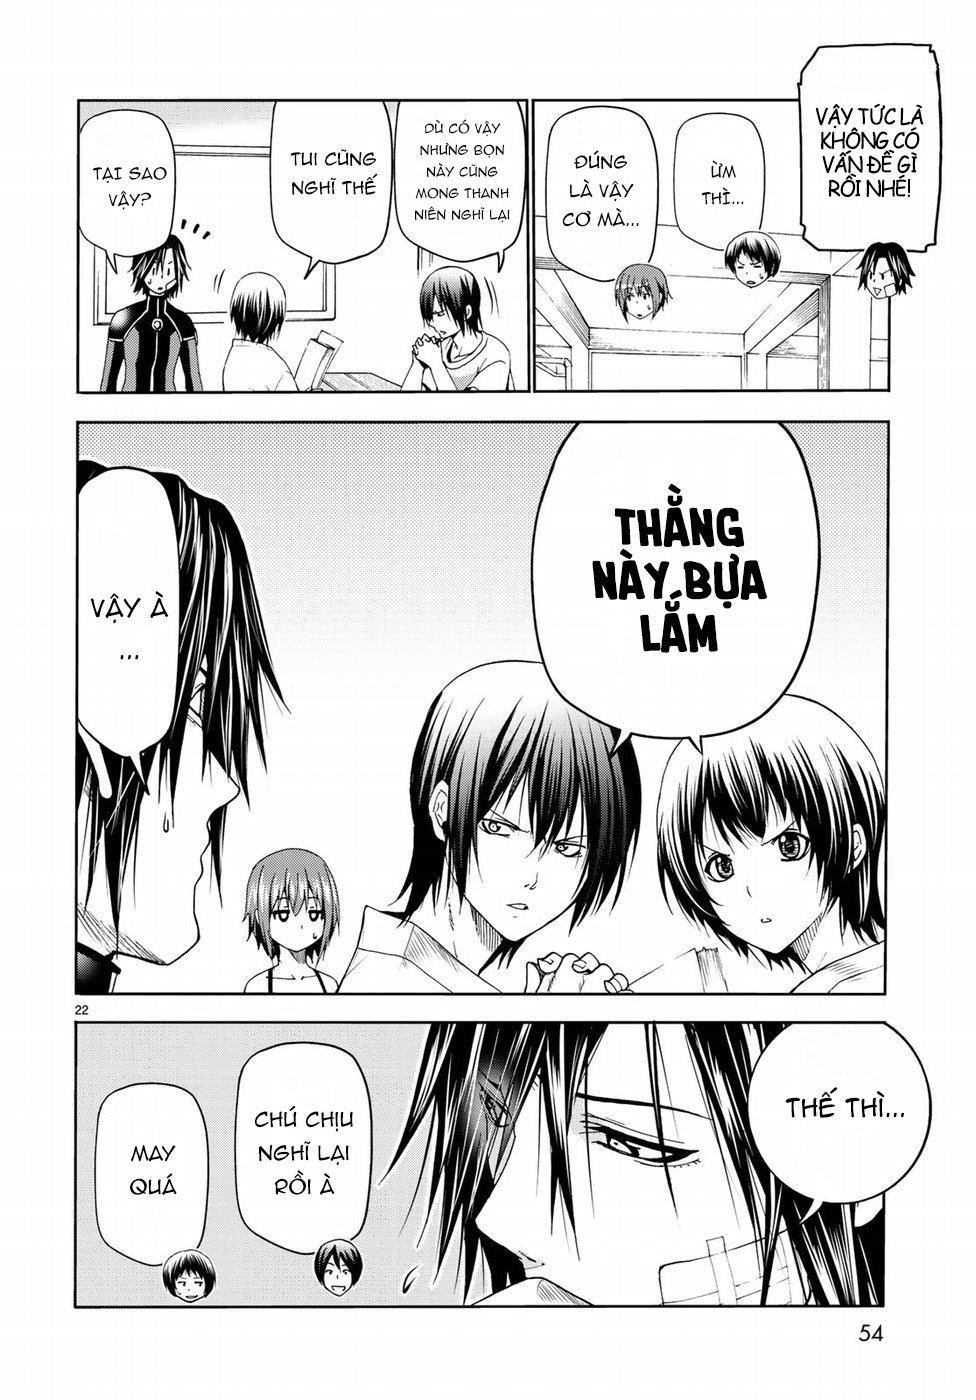 VẬY TỨC LÀ
KHÔNG CÓ
VẤN ĐỀ GÌ
RỒI NHÉ!
ỪM
THÌ...
ĐÚNG
LÀ VẬY
CƠ MÀ...
DÙ CÓ VẬY
NHƯNG BỌN
NÀY CŨNG
MONG THANH
NIÊN NGHĨ LẠI
TUI CŨNG
NGHĨ THẾ
TẠI SAO
VẬY?
THẰNG
NÀY BỰA
LẮM
VẬY À
...
22
THẾ THÌ...
CHÚ CHỊU
NGHĨ LẠI
RỒI À
MAY
QUÁ
54